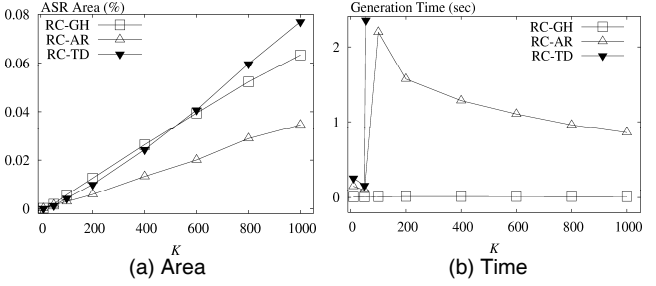 ASR Area (%)
0.08
0.06
0.04
0.02
0
RC-GH
RC-AR
RC-TD
0 200 400 600 800 1000
K
(a) Area
Generation Time (sec)
2
1
0
RC-GH
RC-AR
RC-TD
0 200 400 600 800 1000
K
(b) Time